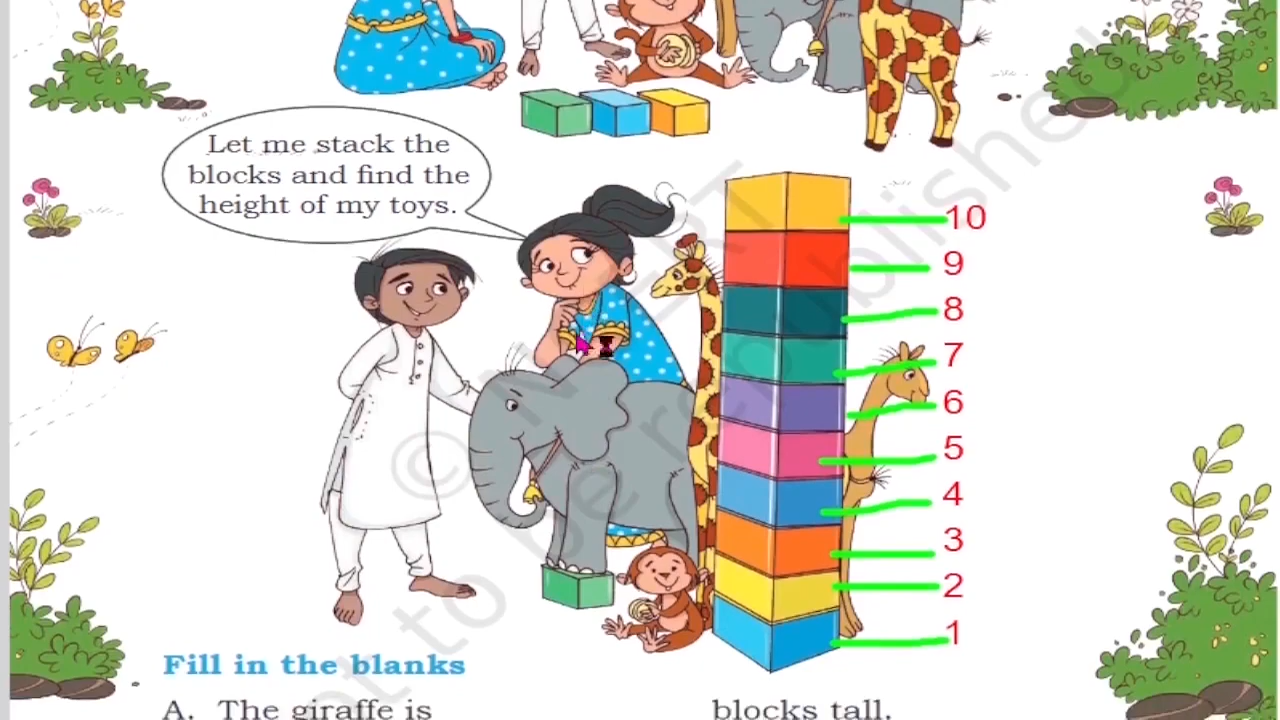 Let me stack the
blocks and find the
height of my toys.
10
9
8
7
6
5
4
3
2
1
Fill in the blanks
A. The giraffe is blocks tall.